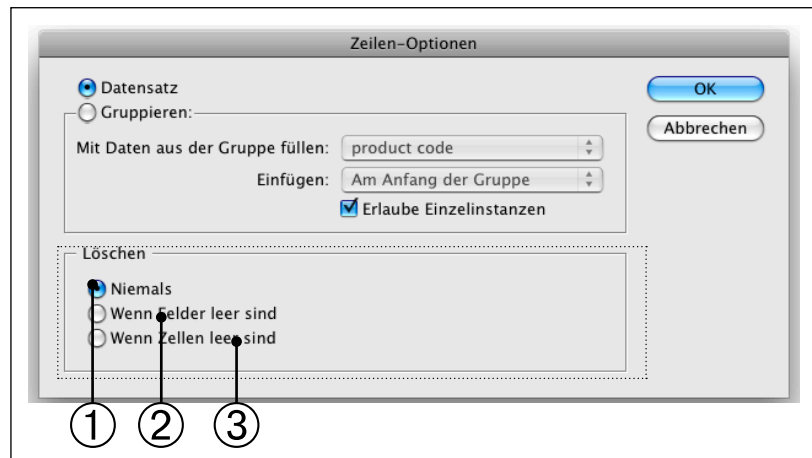 Zeilen-Optionen
Datensatz
OK
Gruppieren:
Abbrechen
Mit Daten aus der Gruppe füllen: product code
Einfügen: Am Anfang der Gruppe
Erlaube Einzelinstanzen
Löschen
Niemals
Wenn Felder leer sind
Wenn Zellen leer sind
1 2 3